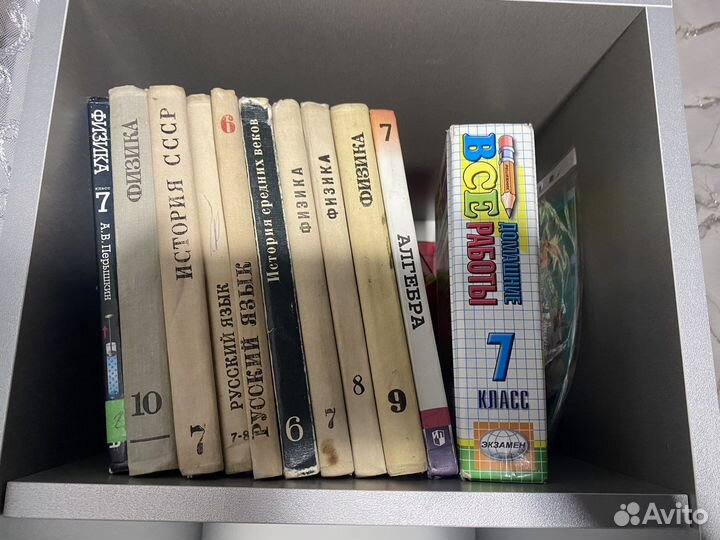 ФИЗИКА
КЛАСС
7
А.В.Перышкин
ФИЗИКА
10
ИСТОРИЯ СССР
7
РУССКИЙ ЯЗЫК
7-8
6
РУССКИЙ ЯЗЫК
История средних веков
6
ФИЗИКА
7
ФИЗИКА
8
ФИЗИКА
9
7
АЛГЕБРА
ВСЕ
ДОМАШНИЕ
РАБОТЫ
7
КЛАСС
ЭКЗАМЕН
Avito